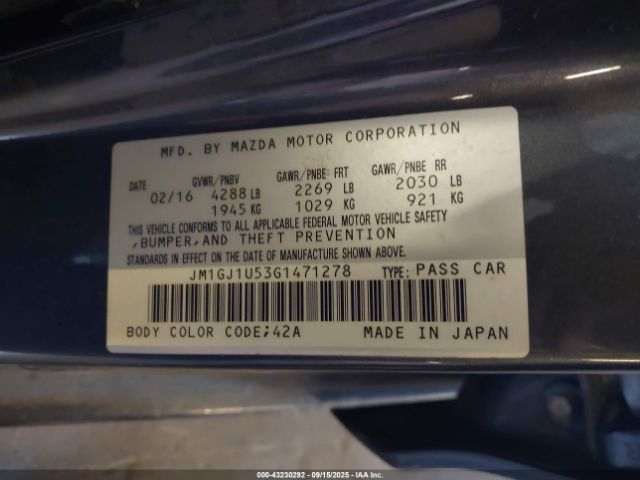 MFD. BY MAZDA MOTOR CORPORATION
DATE GVWR/PNBV GAWR/PNBE FRT GAWR/PNBE RR
02/16 4288 LB 2269 LB 2030 LB
1945 KG 1029 KG 921 KG
THIS VEHICLE CONFORMS TO ALL APPLICABLE FEDERAL MOTOR VEHICLE SAFETY
,BUMPER,AND THEFT PREVENTION
STANDARDS IN EFFECT ON THE DATE OF MANUFACTURE SHOWN ABOVE.
JM1GJ1U53G1471278 TYPE: PASS CAR
BODY COLOR CODE;42A MADE IN JAPAN
000-43230292 - 09/15/2025 - IAA Inc.